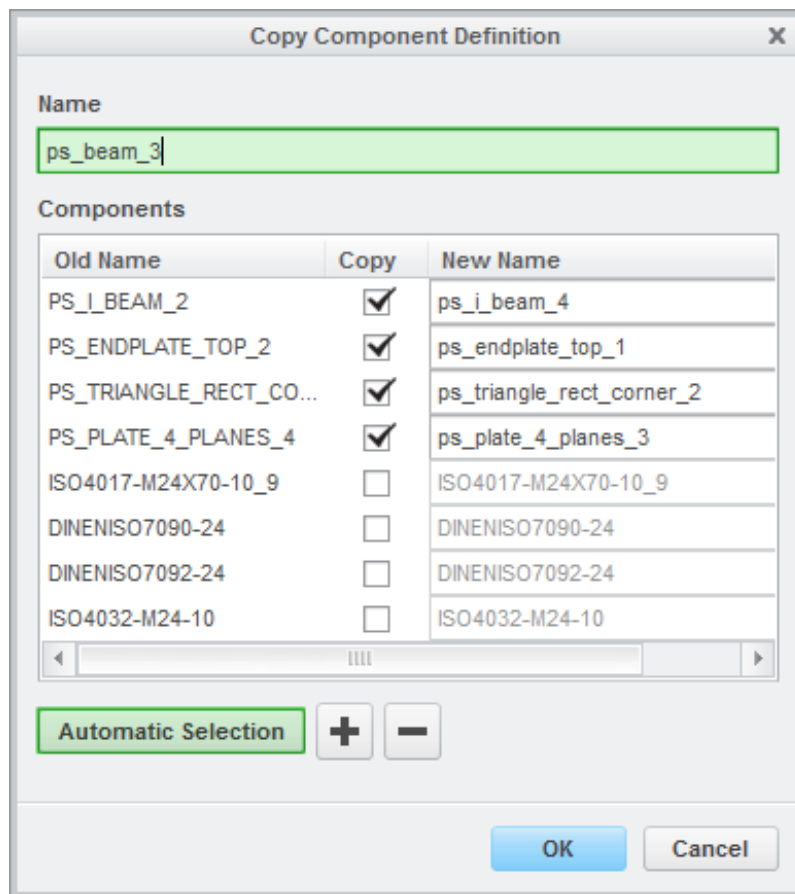 Copy Component Definition X
Name
ps_beam_3
Components
Old Name Copy New Name
PS_I_BEAM_2 ps_i_beam_4
PS_ENDPLATE_TOP_2 ps_endplate_top_1
PS_TRIANGLE_RECT_CO... ps_triangle_rect_corner_2
PS_PLATE_4_PLANES_4 ps_plate_4_planes_3
ISO4017-M24X70-10_9 ISO4017-M24X70-10_9
DINENISO7090-24 DINENISO7090-24
DINENISO7092-24 DINENISO7092-24
ISO4032-M24-10 ISO4032-M24-10
Automatic Selection + -
OK Cancel